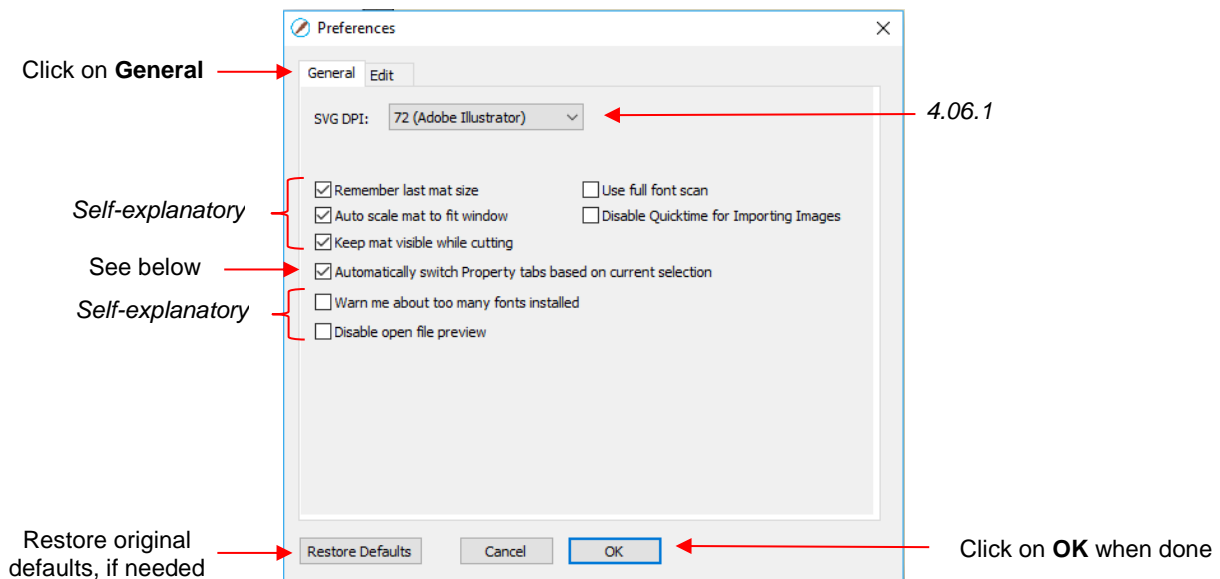 Preferences
Click on General
General Edit
SVG DPI: 72 (Adobe Illustrator)
4.06.1
Self-explanatory
Remember last mat size
Use full font scan
Auto scale mat to fit window
Disable Quicktime for Importing Images
Keep mat visible while cutting
See below
Automatically switch Property tabs based on current selection
Self-explanatory
Warn me about too many fonts installed
Disable open file preview
Restore original
defaults, if needed
Restore Defaults
Cancel
OK
Click on OK when done